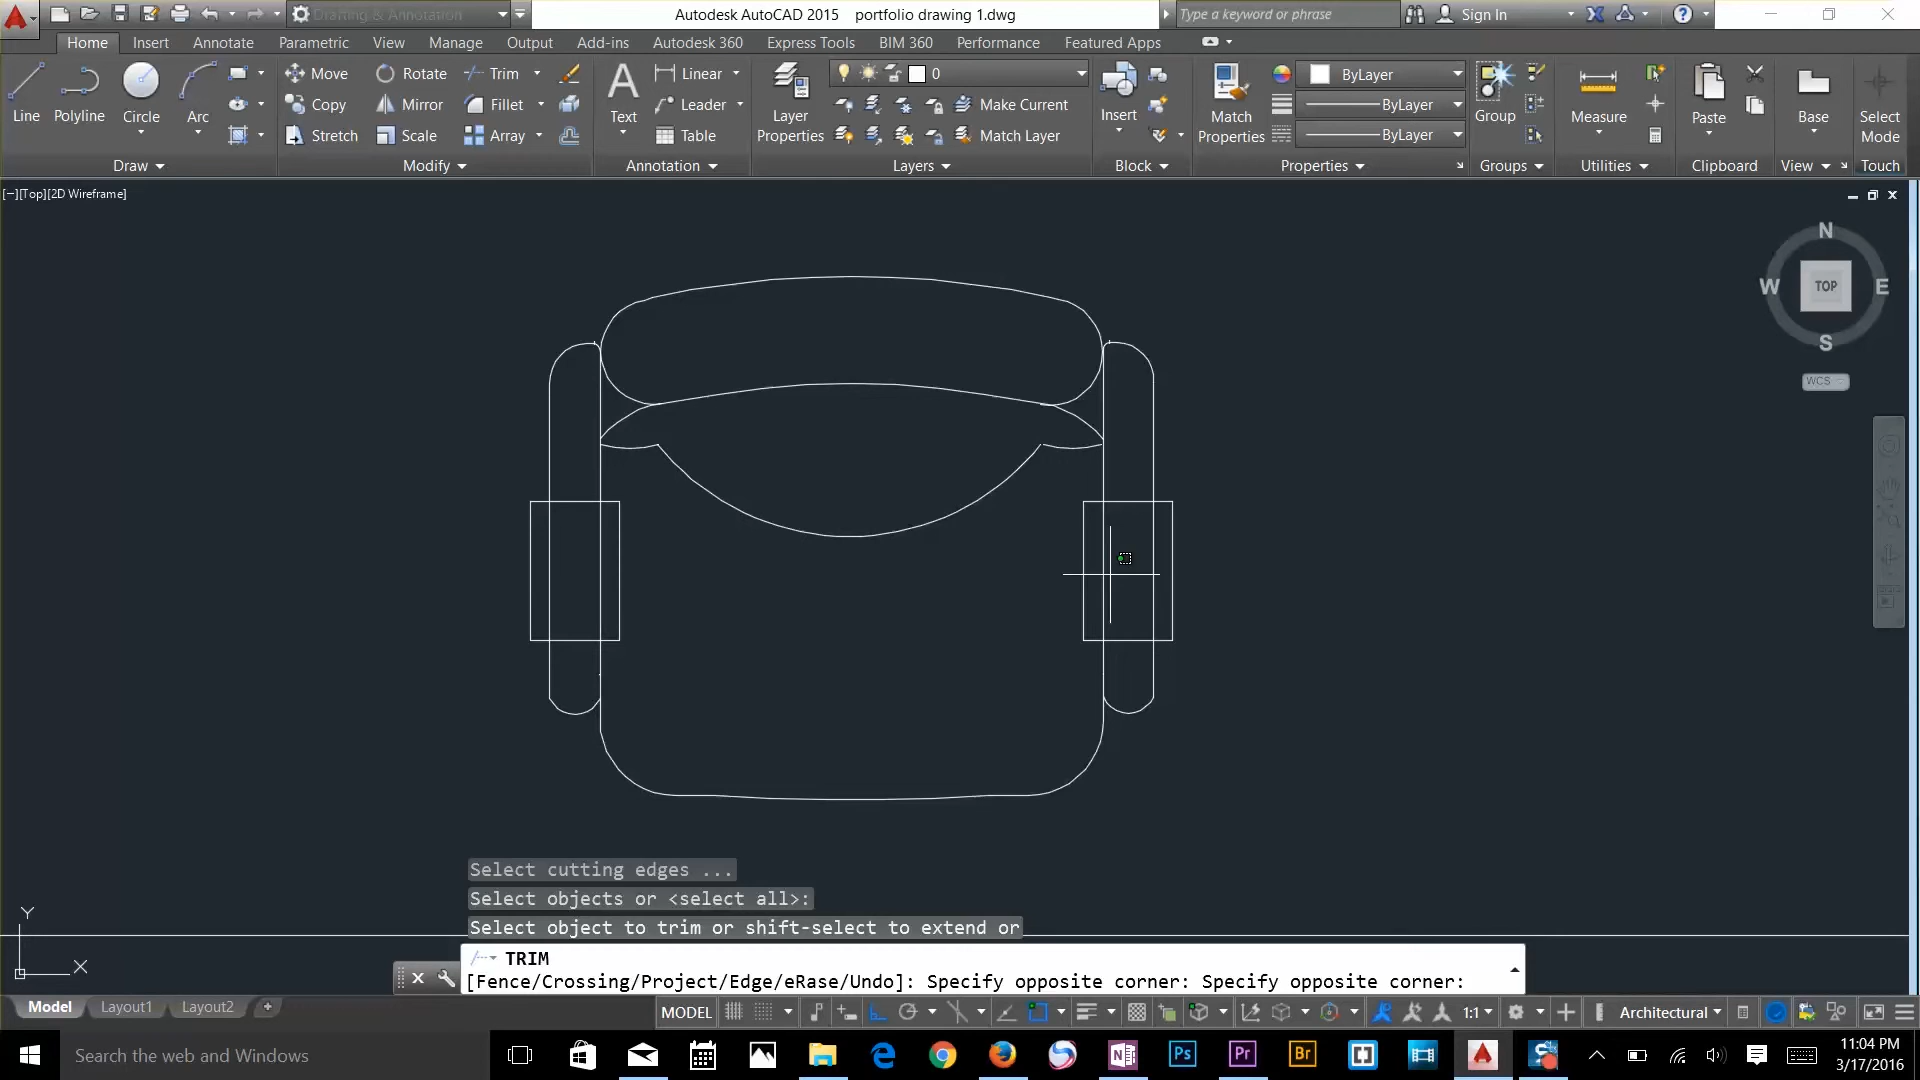 Drafting & Annotation
Autodesk AutoCAD 2015 portfolio drawing 1.dwg
Type a keyword or phrase
Sign In
Home Insert Annotate Parametric View Manage Output Add-ins Autodesk 360 Express Tools BIM 360 Performance Featured Apps
Line Polyline Circle Arc
Move Rotate Trim
Copy Mirror Fillet
Stretch Scale Array
Text Linear
Leader
Table
Layer Properties
0
Make Current
Match Layer
Insert
Match Properties
ByLayer
ByLayer
ByLayer
Group
Measure
Paste
Base
Select Mode
Draw Modify Annotation Layers Block Properties Groups Utilities Clipboard View Touch
[−][Top][2D Wireframe]
N
W TOP E
S
WCS
Select cutting edges ...
Select objects or <select all>:
Select object to trim or shift-select to extend or
Y
X
TRIM
[Fence/Crossing/Project/Edge/eRase/Undo]: Specify opposite corner: Specify opposite corner:
Model Layout1 Layout2
MODEL
1:1
Architectural
Search the web and Windows
Ps
Pr
Br
11:04 PM
3/17/2016